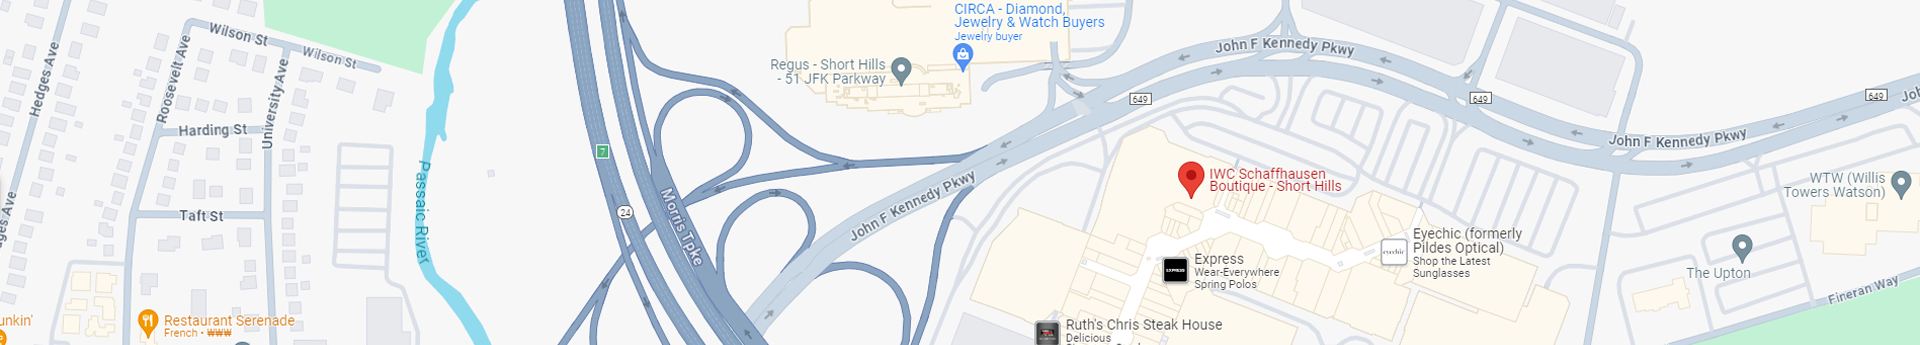 CIRCA - Diamond,
Jewelry & Watch Buyers
Jewelry buyer
Wilson St
Wilson St
Hedges Ave
Roosevelt Ave
University Ave
John F Kennedy Pkwy
Regus - Short Hills
- 51 JFK Parkway
649
649
649
Harding St
John F Kennedy Pkwy
7
Passaic River
IWC Schaffhausen
Boutique - Short Hills
WTW (Willis
Towers Watson)
John F Kennedy Pkwy
Taft St
24
Morris Tpke
Eyechic (formerly
Pildes Optical)
Shop the Latest
Sunglasses
eyechic
Express
Wear-Everywhere
Spring Polos
EXPRESS
The Upton
Fineran Way
Restaurant Serenade
French • ₩₩₩
Ruth's Chris Steak House
Delicious